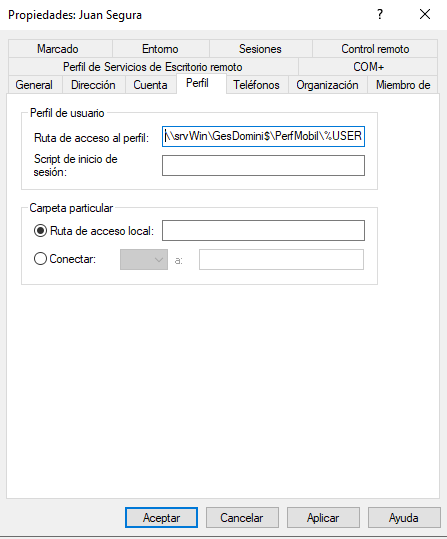 Propiedades: Juan Segura ? ×
Marcado Entorno Sesiones Control remoto
Perfil de Servicios de Escritorio remoto COM+
General Dirección Cuenta Perfil Teléfonos Organización Miembro de
Perfil de usuario
Ruta de acceso al perfil: \\srvWin\GesDomini$\PerfMobil\%USER
Script de inicio de
sesión:
Carpeta particular
Ruta de acceso local:
Conectar: a:
Aceptar Cancelar Aplicar Ayuda